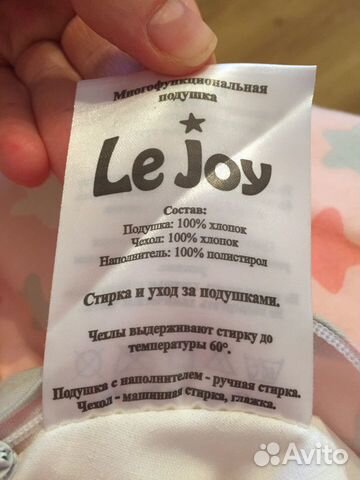 Многофункциональная
подушка
Le Joy
Состав:
Подушка: 100% хлопок
Чехол: 100% хлопок
Наполнитель: 100% полистирол
Стирка и уход за подушками.
Чехлы выдерживают стирку до
температуры 60°.
Подушка с наполнителем - ручная стирка.
Чехол - машинная стирка, глажка.
Avito